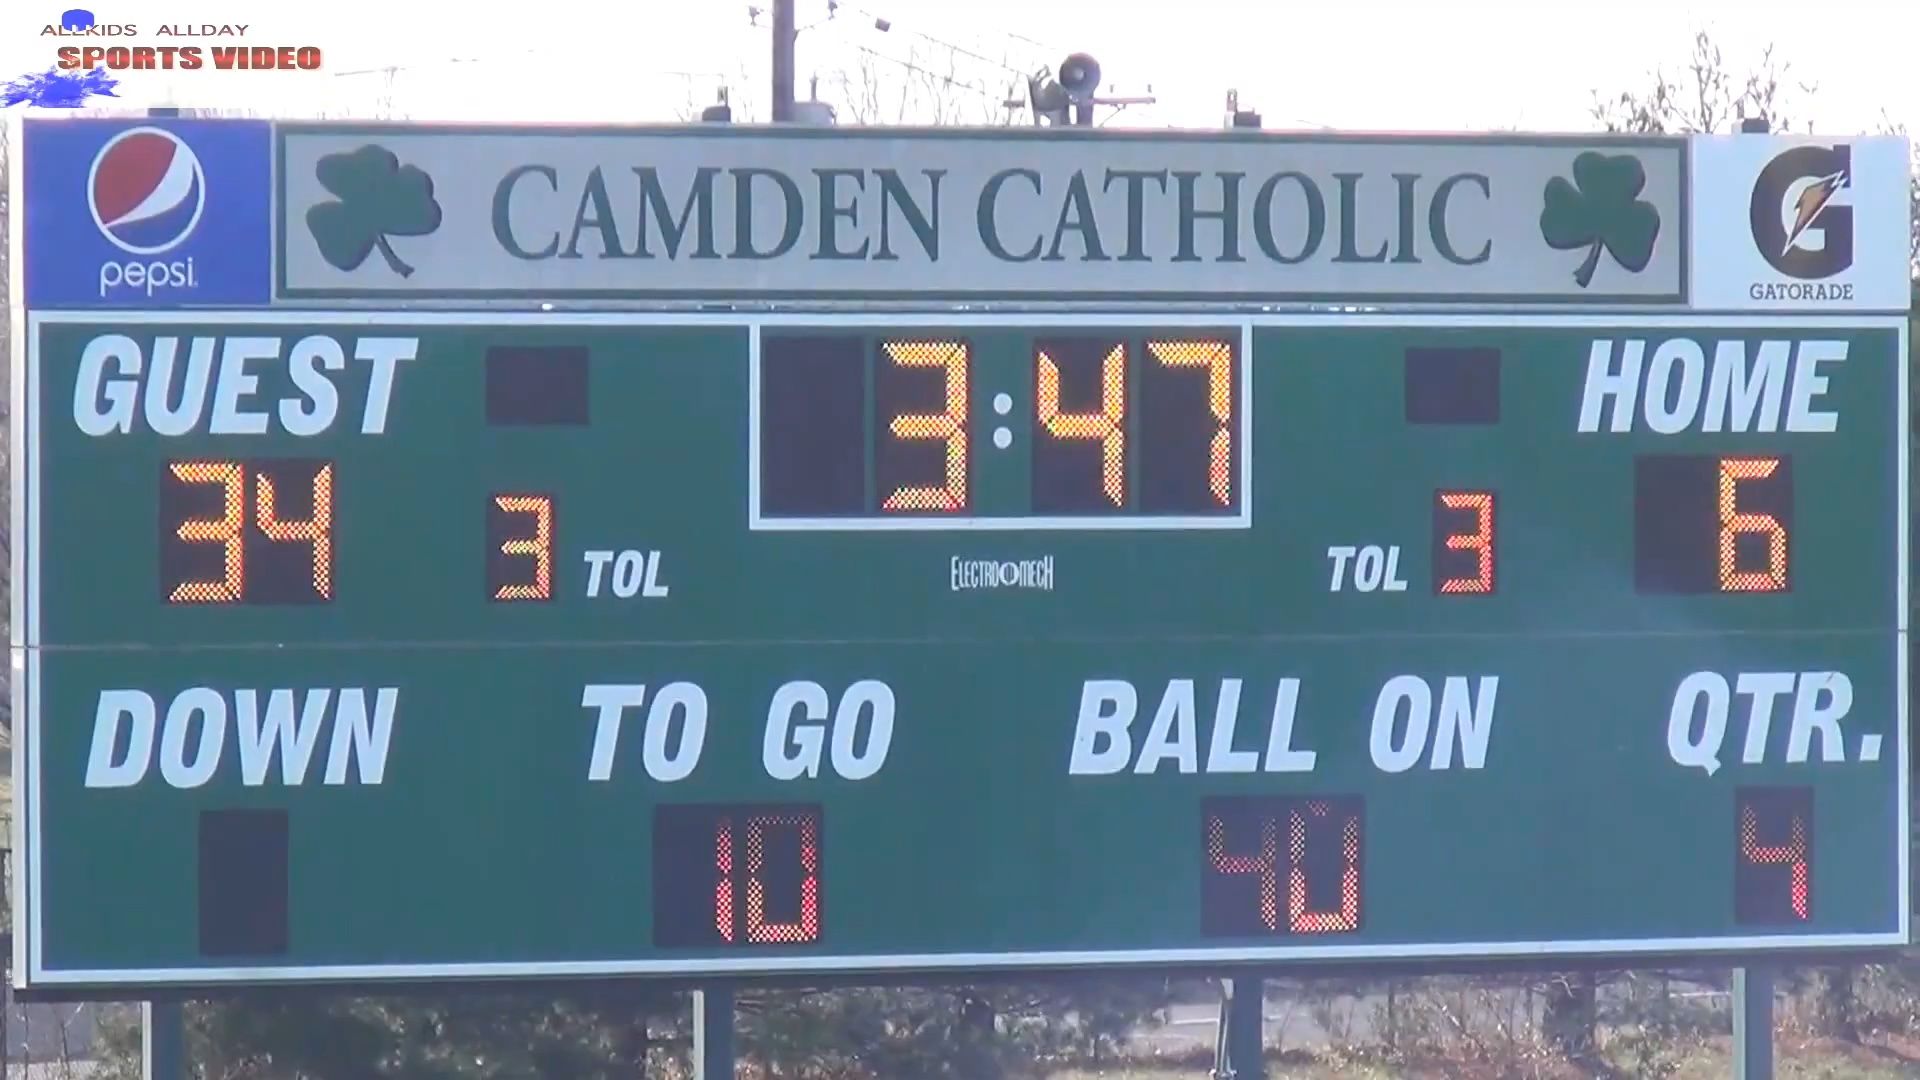 ALLKIDS ALLDAY
SPORTS VIDEO
pepsi
CAMDEN CATHOLIC
G
GATORADE
GUEST
3:47
HOME
34
3 TOL
ELECTRO-MECH
TOL 3
6
DOWN
TO GO
BALL ON
QTR.
10
40
4